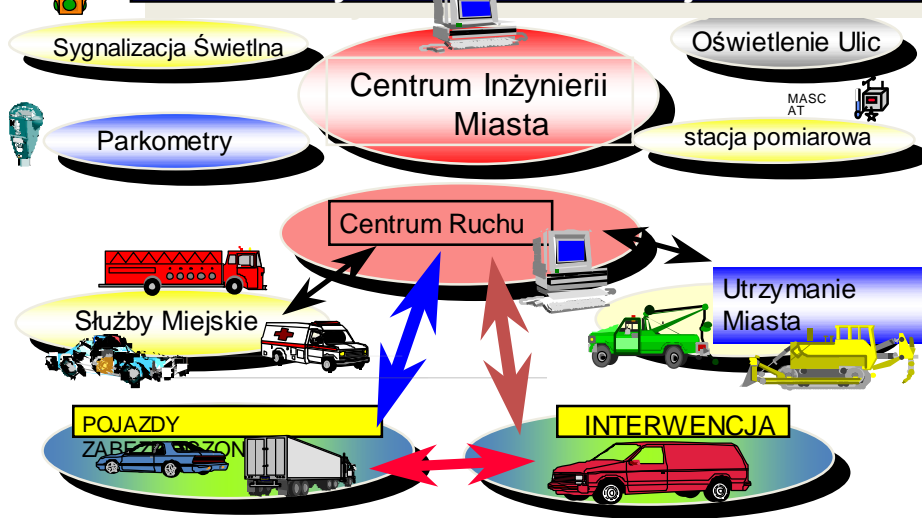 Sygnalizacja Świetlna
Oświetlenie Ulic
Centrum Inżynierii
Miasta
MASC
AT
Parkometry
stacja pomiarowa
Centrum Ruchu
Utrzymanie
Miasta
Służby Miejskie
POJAZDY
INTERWENCJA